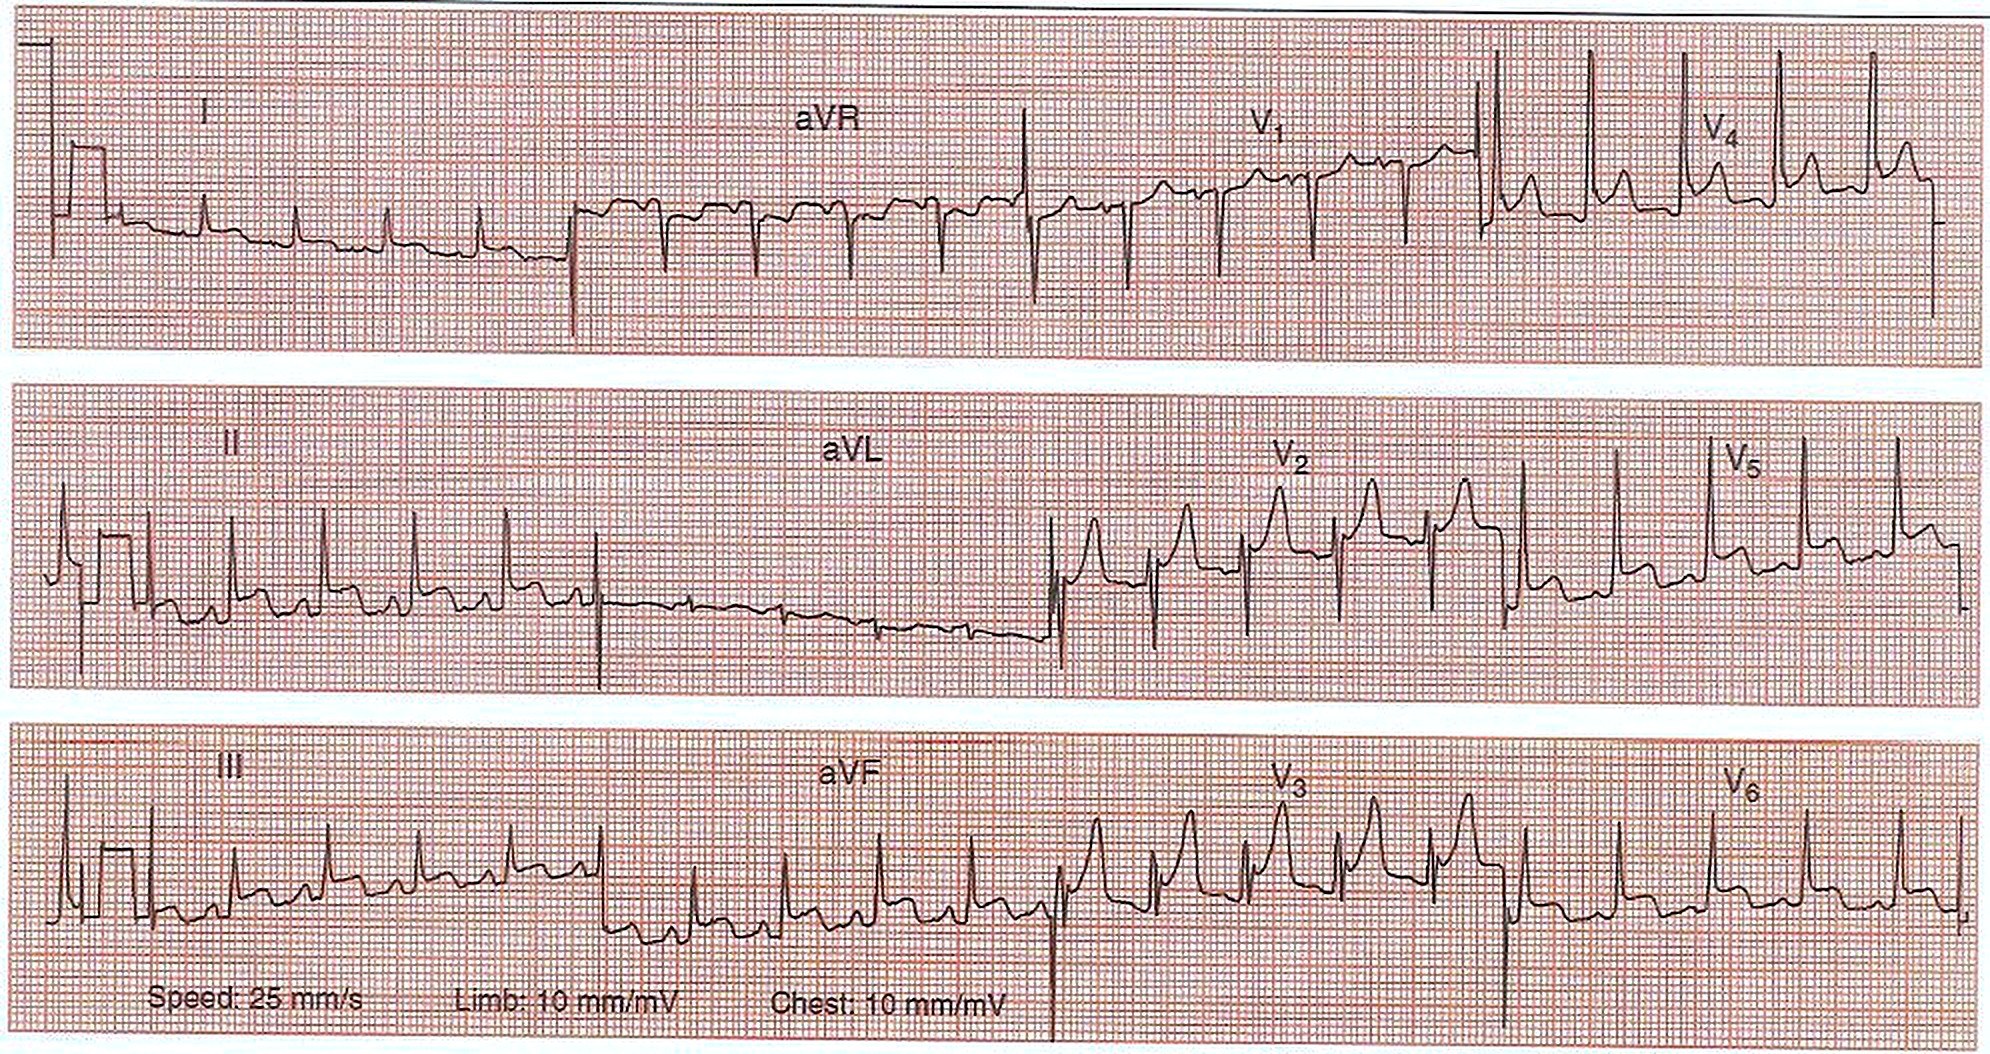 I aVR V1 V4
II aVL V2 V5
III aVF V3 V6
Speed: 25 mm/s Limb: 10 mm/mV Chest: 10 mm/mV